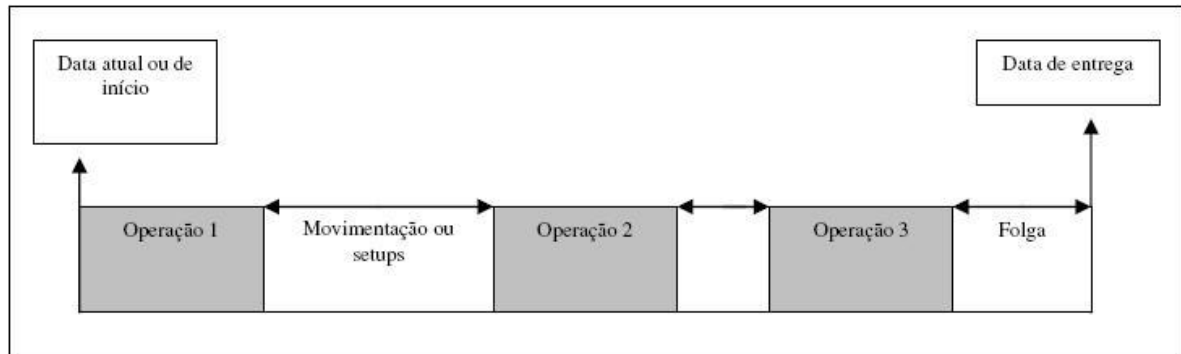 Data atual ou de
início
Data de entrega
Operação 1
Movimentação ou
setups
Operação 2
Operação 3
Folga